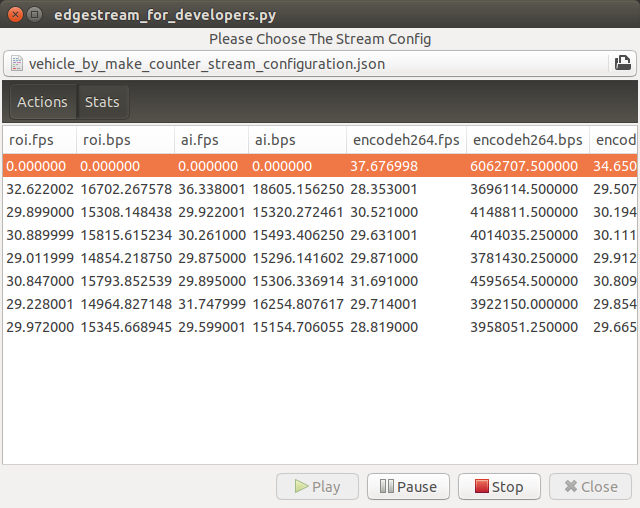 edgestream_for_developers.py
Please Choose The Stream Config
vehicle_by_make_counter_stream_configuration.json
Actions Stats
roi.fps roi.bps ai.fps ai.bps encodeh264.fps encodeh264.bps encod
0.000000 0.000000 0.000000 0.000000 37.676998 6062707.500000 34.650
32.622002 16702.267578 36.338001 18605.156250 28.353001 3696114.500000 29.507
29.899000 15308.148438 29.922001 15320.272461 30.521000 4148811.500000 30.194
30.889999 15815.615234 30.261000 15493.406250 29.631001 4014035.250000 30.111
29.011999 14854.218750 29.875000 15296.141602 29.871000 3781430.250000 29.912
30.847000 15793.852539 29.895000 15306.336914 31.691000 4595654.500000 30.809
29.228001 14964.827148 31.747999 16254.807617 29.714001 3922150.000000 29.854
29.972000 15345.668945 29.599001 15154.706055 28.819000 3958051.250000 29.665
Play Pause Stop Close